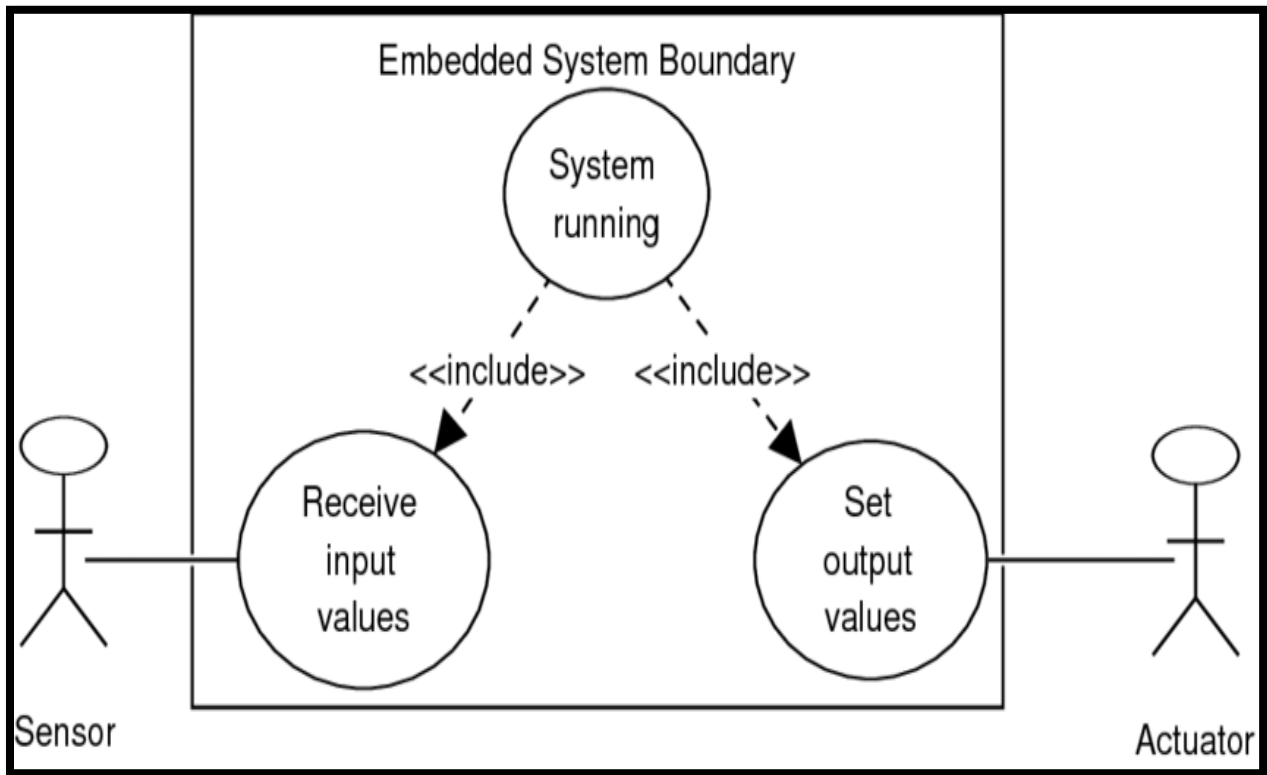 Embedded System Boundary
System
running
<<include>> <<include>>
Receive
input
values
Set
output
values
Sensor
Actuator